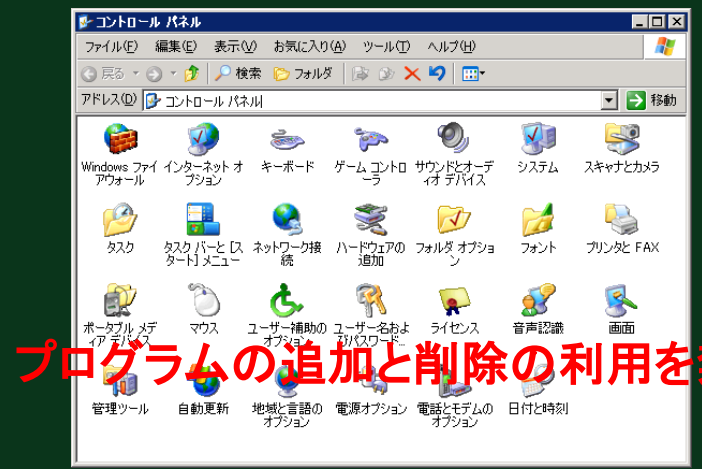 コントロール パネル
ファイル(F) 編集(E) 表示(V) お気に入り(A) ツール(T) ヘルプ(H)
戻る 検索 フォルダ
アドレス(D) コントロール パネル 移動
Windows ファイ
アウォール
インターネット オ
プション
キーボード
ゲーム コントロ
ーラ
サウンドとオーデ
ィオ デバイス
システム
スキャナとカメラ
タスク
タスク バーと [ス
タート] メニュー
ネットワーク接
続
ハードウェアの
追加
フォルダ オプショ
ン
フォント
プリンタと FAX
ポータブル メデ
ィア デバイス
マウス
ユーザー補助の
オプション
ユーザー名およ
びパスワード...
ライセンス
音声認識
画面
プログラムの追加と削除の利用を
管理ツール
自動更新
地域と言語の
オプション
電源オプション
電話とモデムの
オプション
日付と時刻